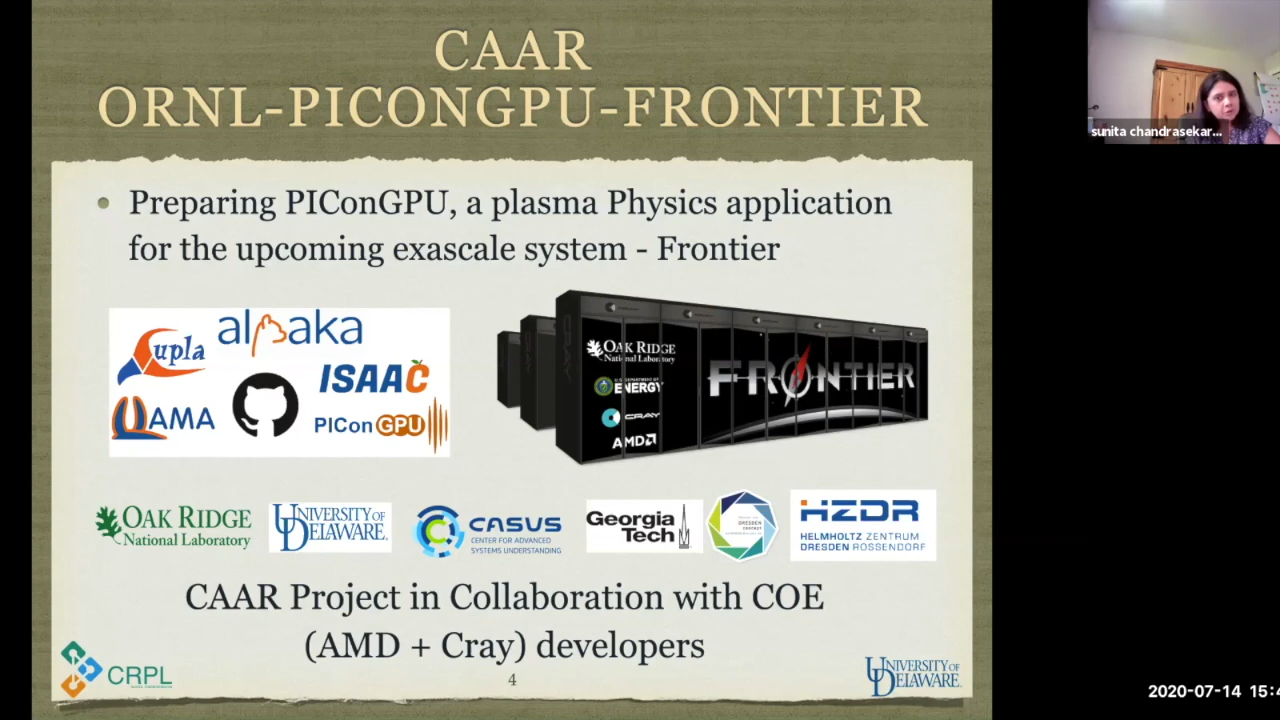 CAAR
ORNL-PICONGPU-FRONTIER
sunita chandrasekar...
• Preparing PIConGPU, a plasma Physics application
for the upcoming exascale system - Frontier
cupla
alpaka
ISAAC
LLAMA
PIConGPU
OAK RIDGE
National Laboratory
U.S. DEPARTMENT OF
ENERGY
CRAY
AMD
FRONTIER
OAK RIDGE
National Laboratory
UNIVERSITY OF
DELAWARE
CASUS
CENTER FOR ADVANCED
SYSTEMS UNDERSTANDING
Georgia
Tech
DRESDEN
CONCEPT
HZDR
HELMHOLTZ ZENTRUM
DRESDEN ROSSENDORF
CAAR Project in Collaboration with COE
(AMD + Cray) developers
CRPL
4
UNIVERSITY OF
DELAWARE
2020-07-14 15:4